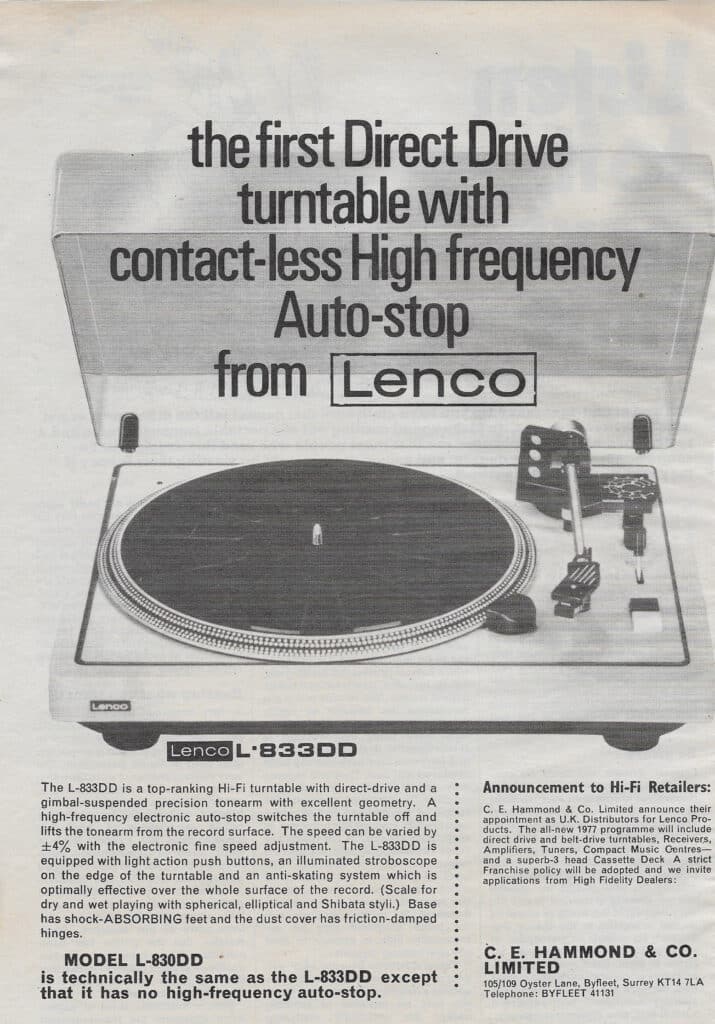 the first Direct Drive
turntable with
contact-less High frequency
Auto-stop
from Lenco
Lenco
Lenco L·833DD
The L-833DD is a top-ranking Hi-Fi turntable with direct-drive and a
gimbal-suspended precision tonearm with excellent geometry. A
high-frequency electronic auto-stop switches the turntable off and
lifts the tonearm from the record surface. The speed can be varied by
±4% with the electronic fine speed adjustment. The L-833DD is
equipped with light action push buttons, an illuminated stroboscope
on the edge of the turntable and an anti-skating system which is
optimally effective over the whole surface of the record. (Scale for
dry and wet playing with spherical, elliptical and Shibata styli.) Base
has shock-ABSORBING feet and the dust cover has friction-damped
hinges.
MODEL L-830DD
is technically the same as the L-833DD except
that it has no high-frequency auto-stop.
Announcement to Hi-Fi Retailers:
C. E. Hammond & Co. Limited announce their
appointment as U.K. Distributors for Lenco Pro-
ducts. The all-new 1977 programme will include
direct drive and belt-drive turntables, Receivers,
Amplifiers, Tuners, Compact Music Centres—
and a superb-3 head Cassette Deck A strict
Franchise policy will be adopted and we invite
applications from High Fidelity Dealers:
C. E. HAMMOND & CO.
LIMITED
105/109 Oyster Lane, Byfleet, Surrey KT14 7LA
Telephone: BYFLEET 41131